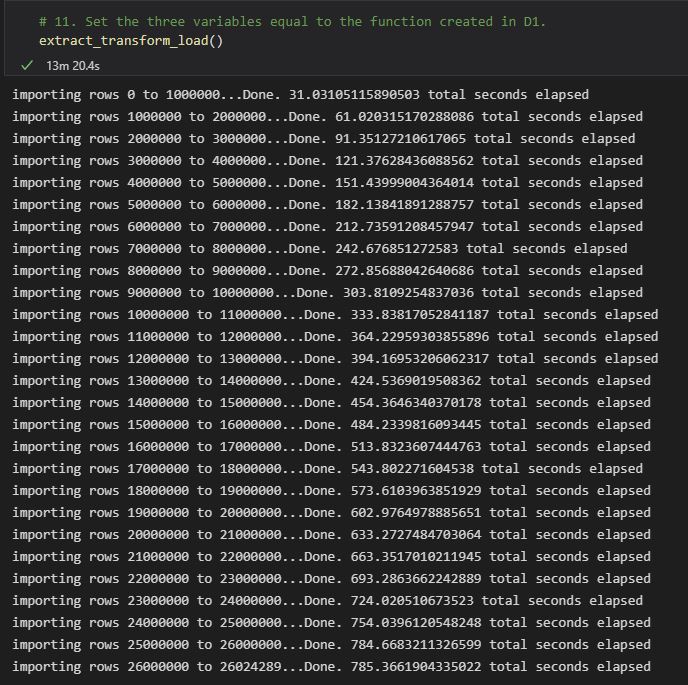 # 11. Set the three variables equal to the function created in D1.
extract_transform_load()
13m 20.4s
importing rows 0 to 1000000...Done. 31.03105115890503 total seconds elapsed
importing rows 1000000 to 2000000...Done. 61.020315170288086 total seconds elapsed
importing rows 2000000 to 3000000...Done. 91.35127210617065 total seconds elapsed
importing rows 3000000 to 4000000...Done. 121.37628436088562 total seconds elapsed
importing rows 4000000 to 5000000...Done. 151.43999004364014 total seconds elapsed
importing rows 5000000 to 6000000...Done. 182.13841891288757 total seconds elapsed
importing rows 6000000 to 7000000...Done. 212.73591208457947 total seconds elapsed
importing rows 7000000 to 8000000...Done. 242.676851272583 total seconds elapsed
importing rows 8000000 to 9000000...Done. 272.85688042640686 total seconds elapsed
importing rows 9000000 to 10000000...Done. 303.8109254837036 total seconds elapsed
importing rows 10000000 to 11000000...Done. 333.83817052841187 total seconds elapsed
importing rows 11000000 to 12000000...Done. 364.22959303855896 total seconds elapsed
importing rows 12000000 to 13000000...Done. 394.16953206062317 total seconds elapsed
importing rows 13000000 to 14000000...Done. 424.5369019508362 total seconds elapsed
importing rows 14000000 to 15000000...Done. 454.3646340370178 total seconds elapsed
importing rows 15000000 to 16000000...Done. 484.2339816093445 total seconds elapsed
importing rows 16000000 to 17000000...Done. 513.8323607444763 total seconds elapsed
importing rows 17000000 to 18000000...Done. 543.802271604538 total seconds elapsed
importing rows 18000000 to 19000000...Done. 573.6103963851929 total seconds elapsed
importing rows 19000000 to 20000000...Done. 602.9764978885651 total seconds elapsed
importing rows 20000000 to 21000000...Done. 633.2727484703064 total seconds elapsed
importing rows 21000000 to 22000000...Done. 663.3517010211945 total seconds elapsed
importing rows 22000000 to 23000000...Done. 693.2863662242889 total seconds elapsed
importing rows 23000000 to 24000000...Done. 724.020510673523 total seconds elapsed
importing rows 24000000 to 25000000...Done. 754.0396120548248 total seconds elapsed
importing rows 25000000 to 26000000...Done. 784.6683211326599 total seconds elapsed
importing rows 26000000 to 26024289...Done. 785.3661904335022 total seconds elapsed